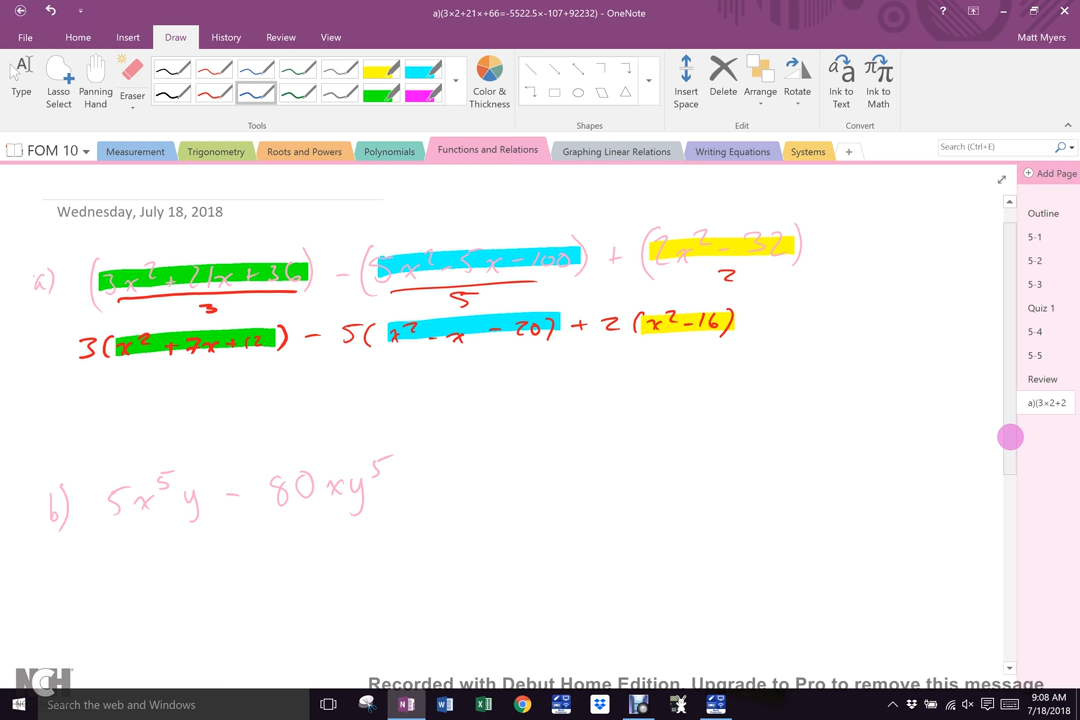 a)(3×2+21×+66=-5522.5×-107+92232) - OneNote
Matt Myers
File Home Insert Draw History Review View
Type
Lasso Select
Panning Hand
Eraser
Color & Thickness
Insert Space
Delete
Arrange
Rotate
Ink to Text
Ink to Math
Tools
Shapes
Edit
Convert
FOM 10
Measurement
Trigonometry
Roots and Powers
Polynomials
Functions and Relations
Graphing Linear Relations
Writing Equations
Systems
Search (Ctrl+E)
Add Page
Outline
5-1
5-2
5-3
Quiz 1
5-4
5-5
Review
a)(3×2+2
Wednesday, July 18, 2018
a) (3x² + 21x + 36) - (5x² - 5x - 100) + (2x² - 32)
3 5 2
3(x² + 7x + 12) - 5(x² - x - 20) + 2(x² - 16)
b) 5x⁵y - 80xy⁵
NCH
Recorded with Debut Home Edition. Upgrade to Pro to remove this message
Search the web and Windows
9:08 AM
7/18/2018